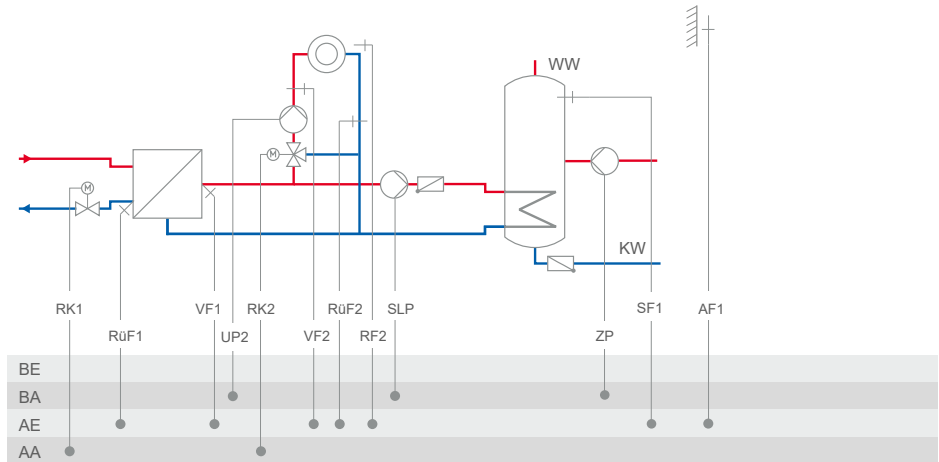 WW
M
M
KW
RK1 VF1 RK2 RüF2 SLP SF1 AF1
RüF1 UP2 VF2 RF2 ZP
BE
BA
AE
AA